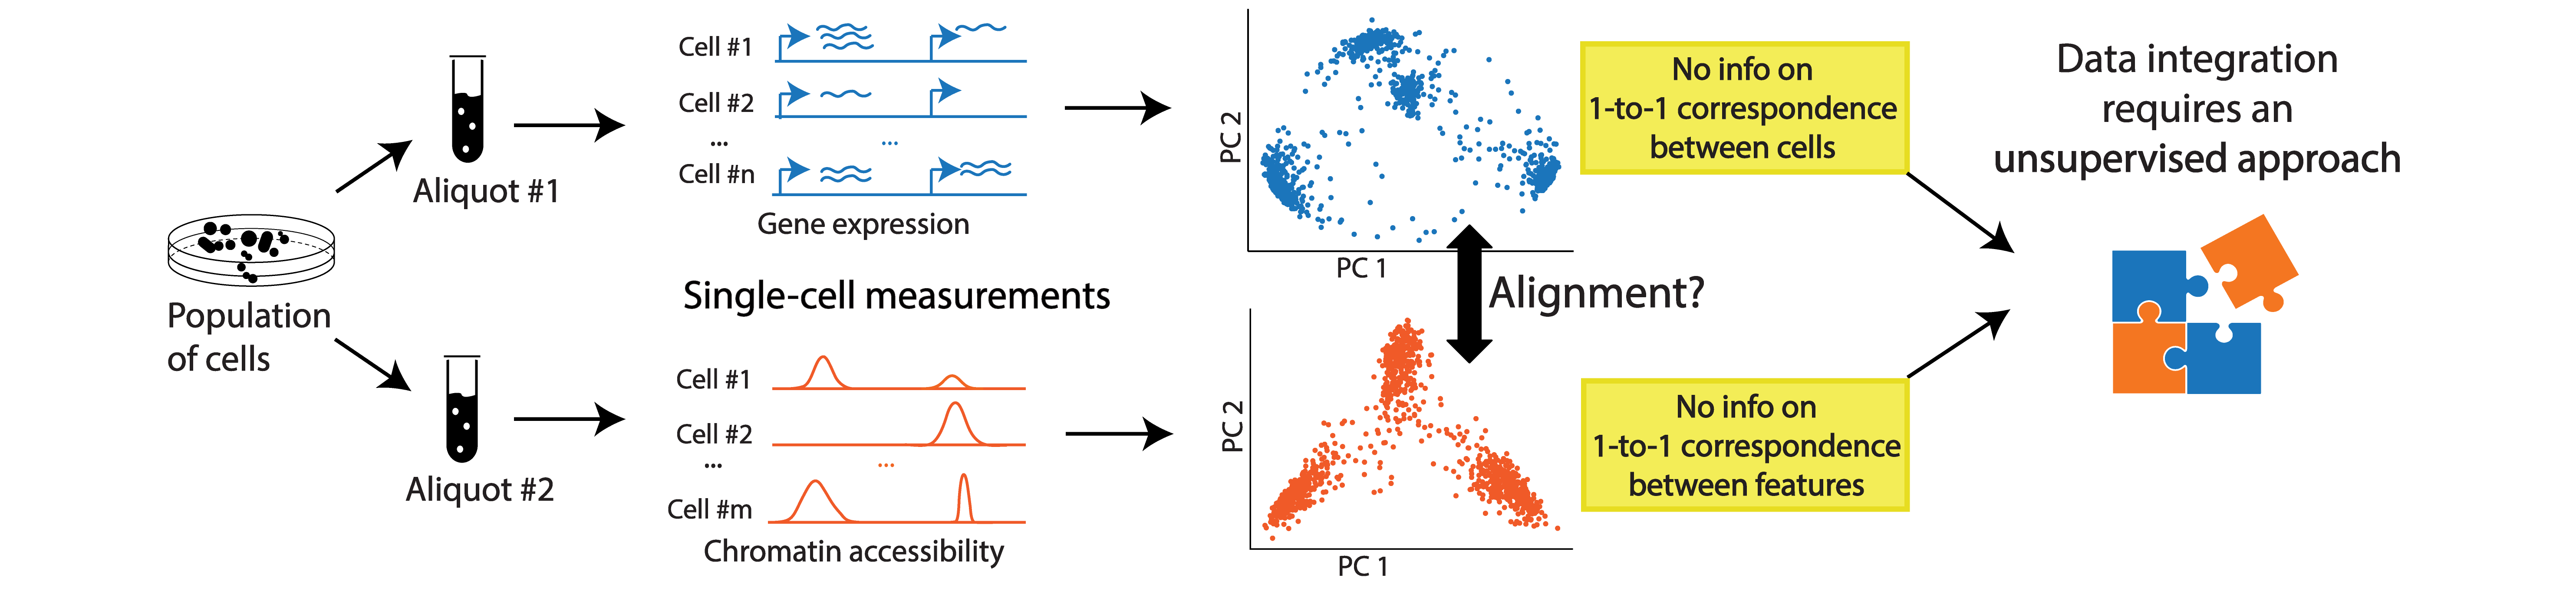 Population
of cells
Aliquot #1
Aliquot #2
Cell #1
Cell #2
...
...
Cell #n
Gene expression
Single-cell measurements
Cell #1
Cell #2
...
...
Cell #m
Chromatin accessibility
PC 2
PC 1
Alignment?
PC 2
PC 1
No info on
1-to-1 correspondence
between cells
No info on
1-to-1 correspondence
between features
Data integration
requires an
unsupervised approach